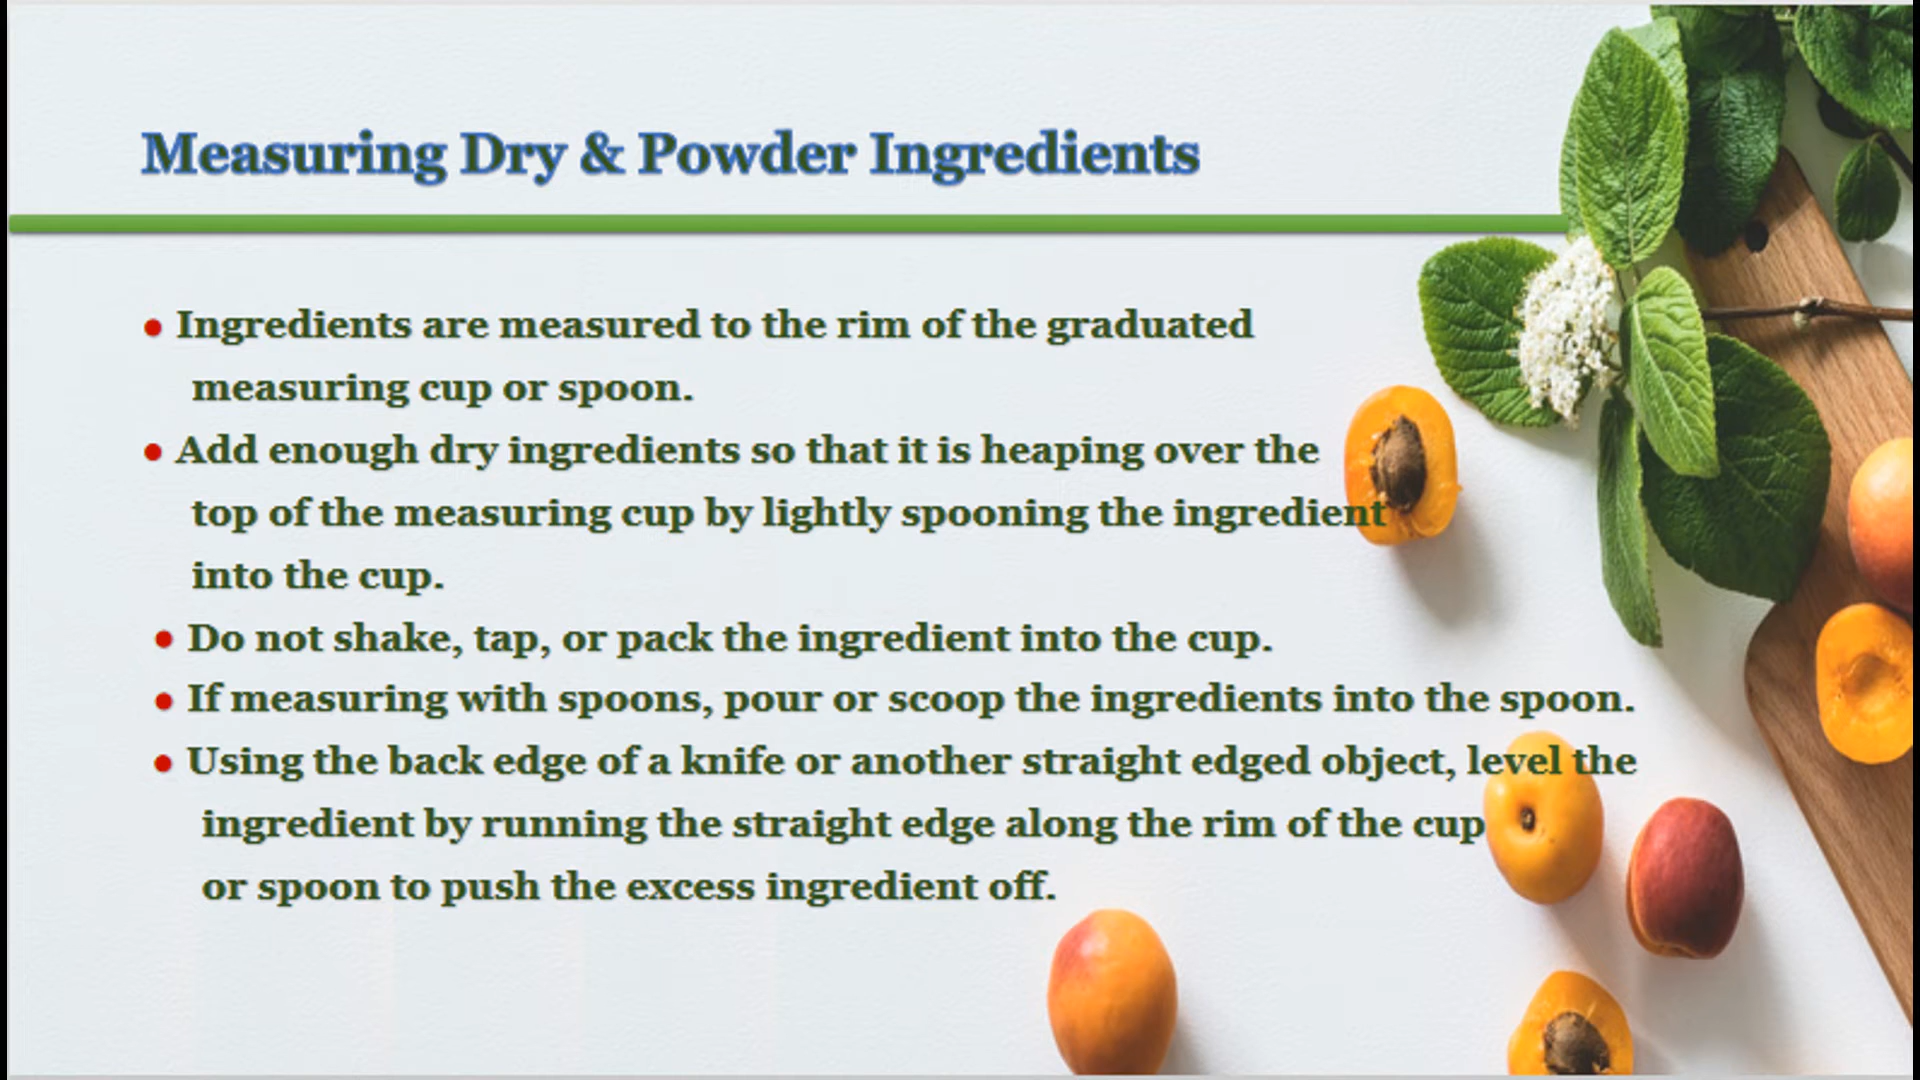 Measuring Dry & Powder Ingredients
• Ingredients are measured to the rim of the graduated
measuring cup or spoon.
• Add enough dry ingredients so that it is heaping over the
top of the measuring cup by lightly spooning the ingredient
into the cup.
• Do not shake, tap, or pack the ingredient into the cup.
• If measuring with spoons, pour or scoop the ingredients into the spoon.
• Using the back edge of a knife or another straight edged object, level the
ingredient by running the straight edge along the rim of the cup
or spoon to push the excess ingredient off.